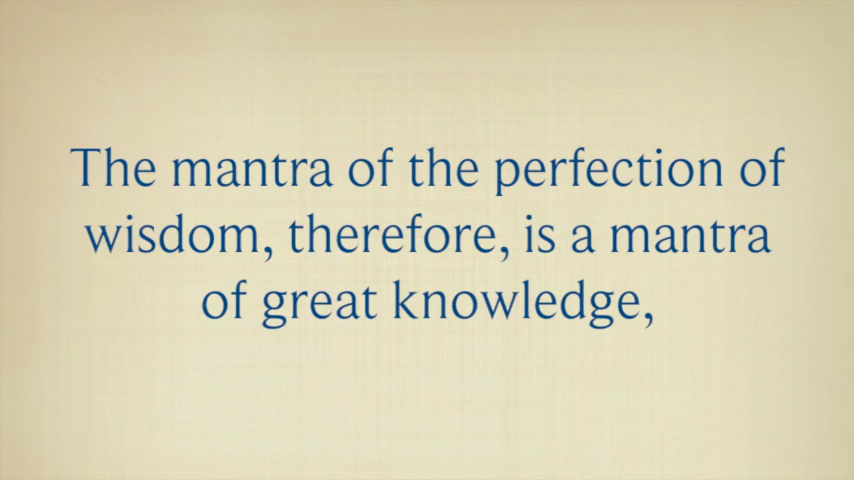 The mantra of the perfection of
wisdom, therefore, is a mantra
of great knowledge,